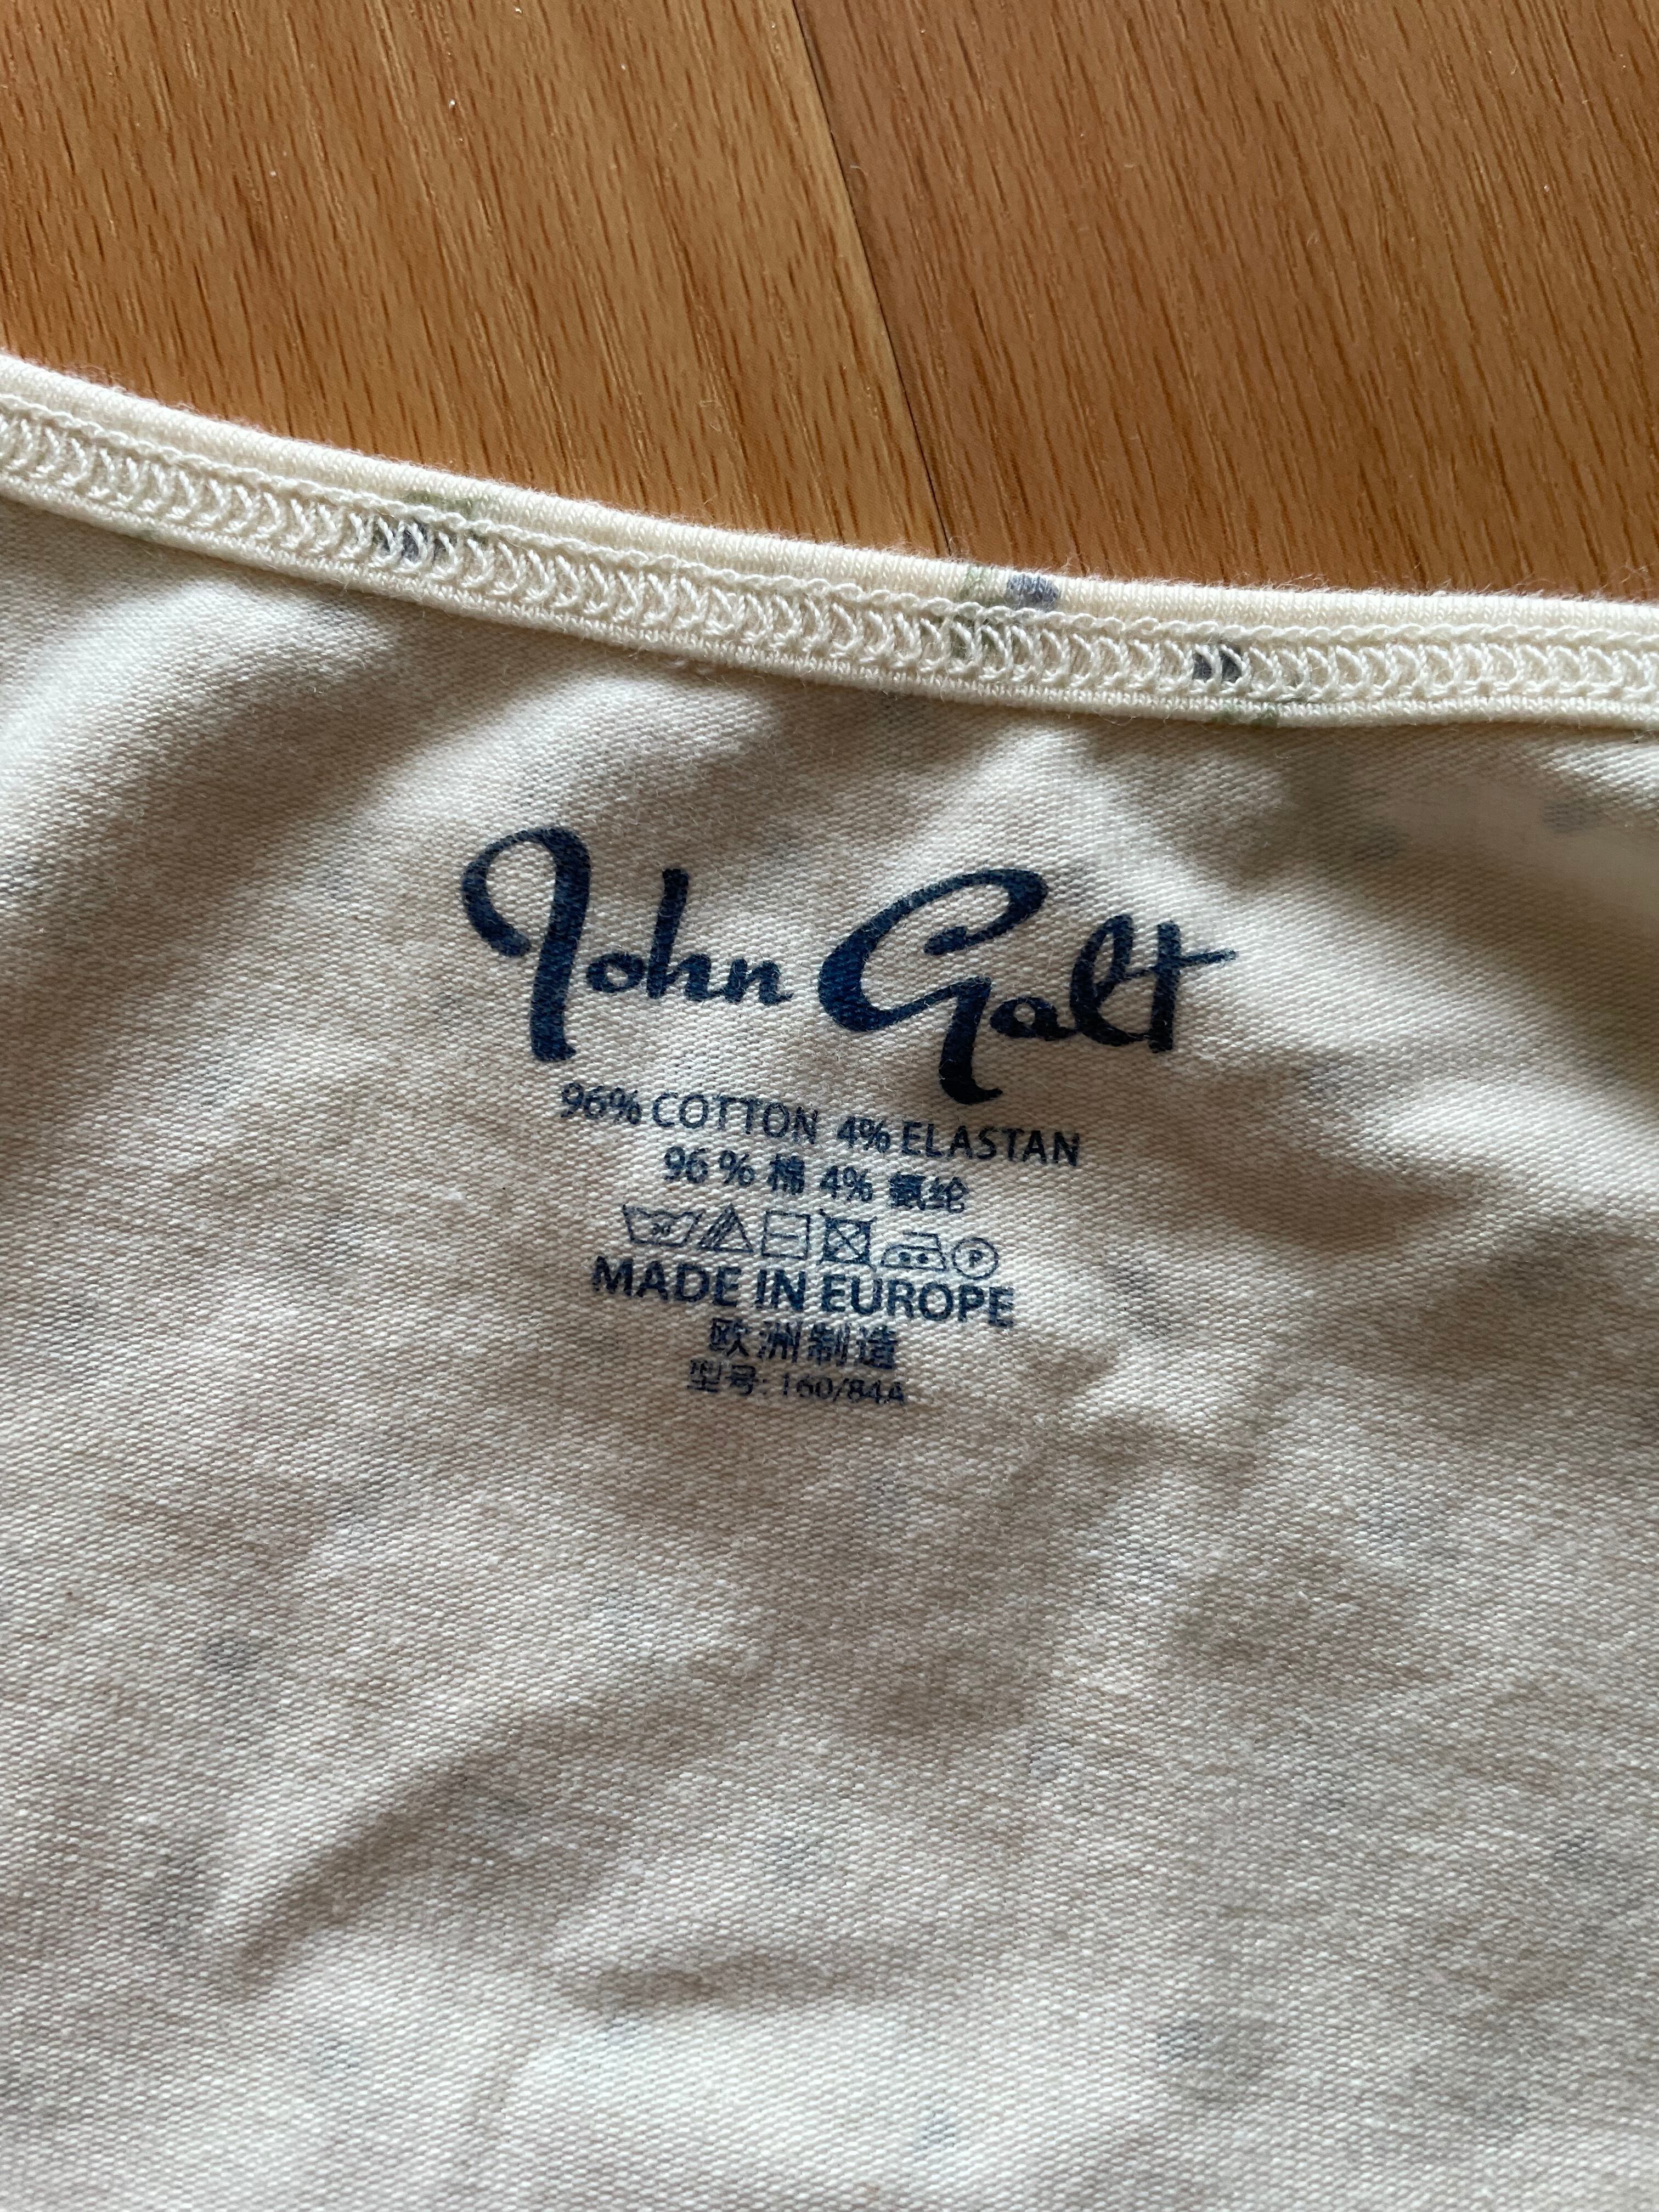 John Galt
96% COTTON 4% ELASTAN
96% 棉 4% 氨纶
30 P
MADE IN EUROPE
欧洲制造
型号: 160/84A